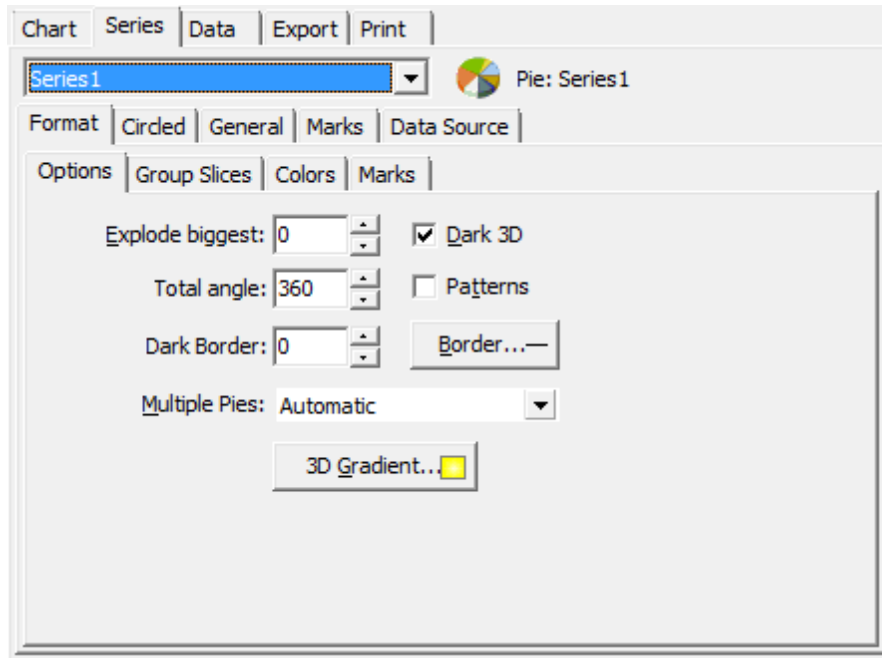 Chart Series Data Export Print
Series1 Pie: Series1
Format Circled General Marks Data Source
Options Group Slices Colors Marks
Explode biggest: 0 Dark 3D
Total angle: 360 Patterns
Dark Border: 0 Border...
Multiple Pies: Automatic
3D Gradient...